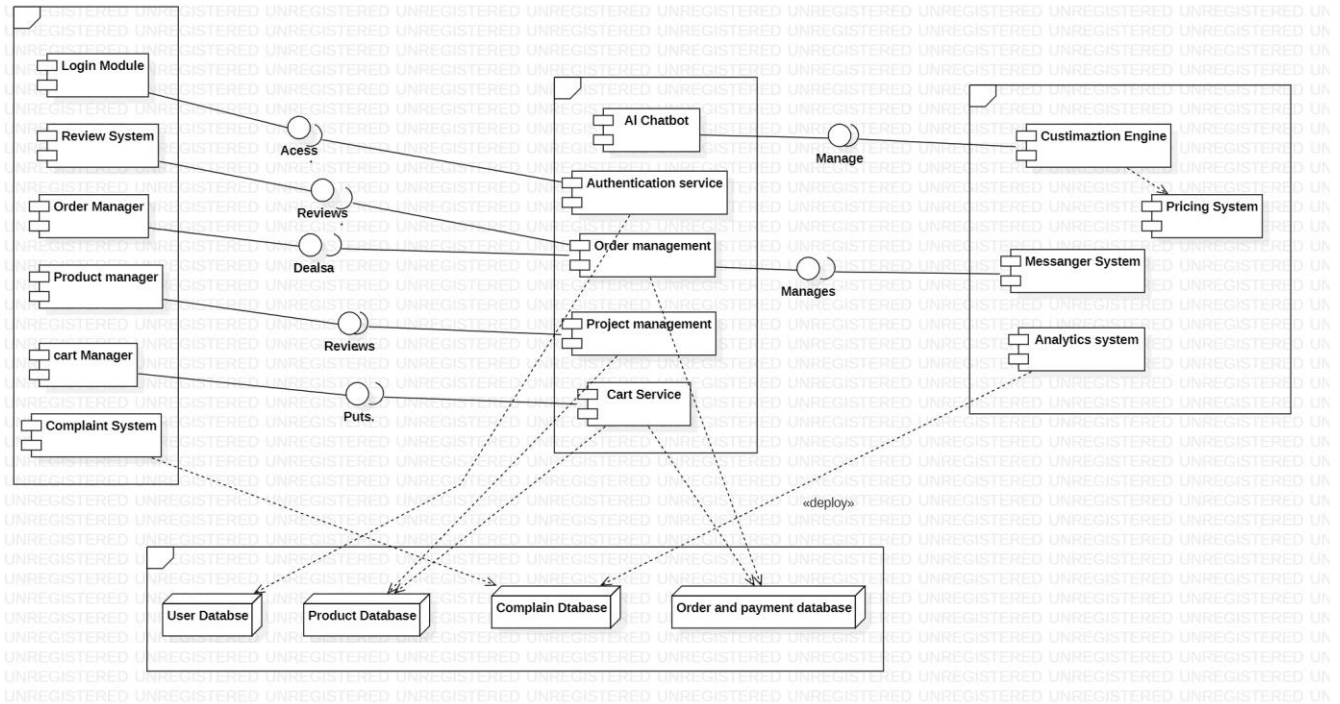 Login Module
Review System
Order Manager
Product manager
cart Manager
Complaint System
Acess
Reviews
Dealsa
Reviews
Puts.
AI Chatbot
Authentication service
Order management
Project management
Cart Service
Manage
Manages
Custimaztion Engine
Pricing System
Messanger System
Analytics system
«deploy»
User Databse
Product Database
Complain Dtabase
Order and payment database
UNREGISTERED